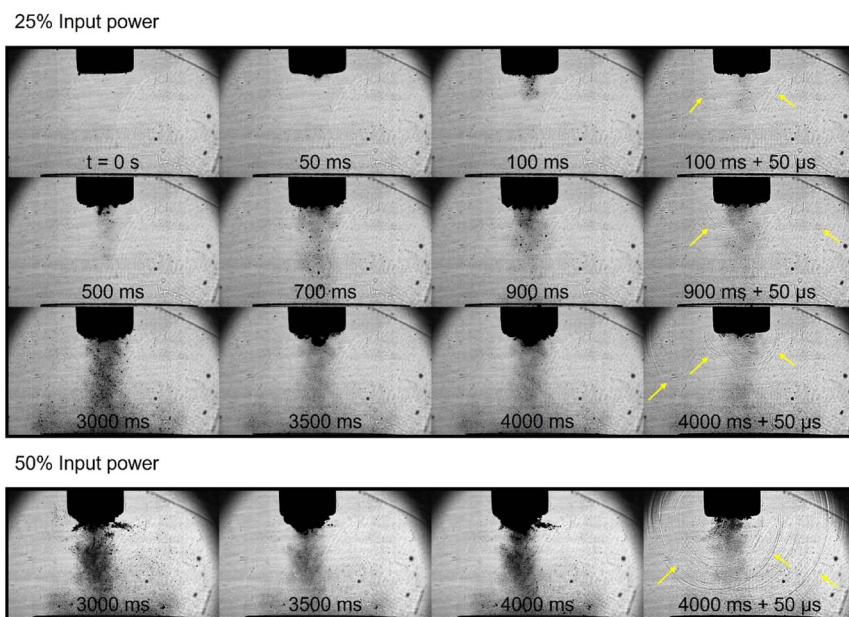 25% Input power
t = 0 s
50 ms
100 ms
100 ms + 50 µs
500 ms
700 ms
900 ms
900 ms + 50 µs
3000 ms
3500 ms
4000 ms
4000 ms + 50 µs
50% Input power
3000 ms
3500 ms
4000 ms
4000 ms + 50 µs